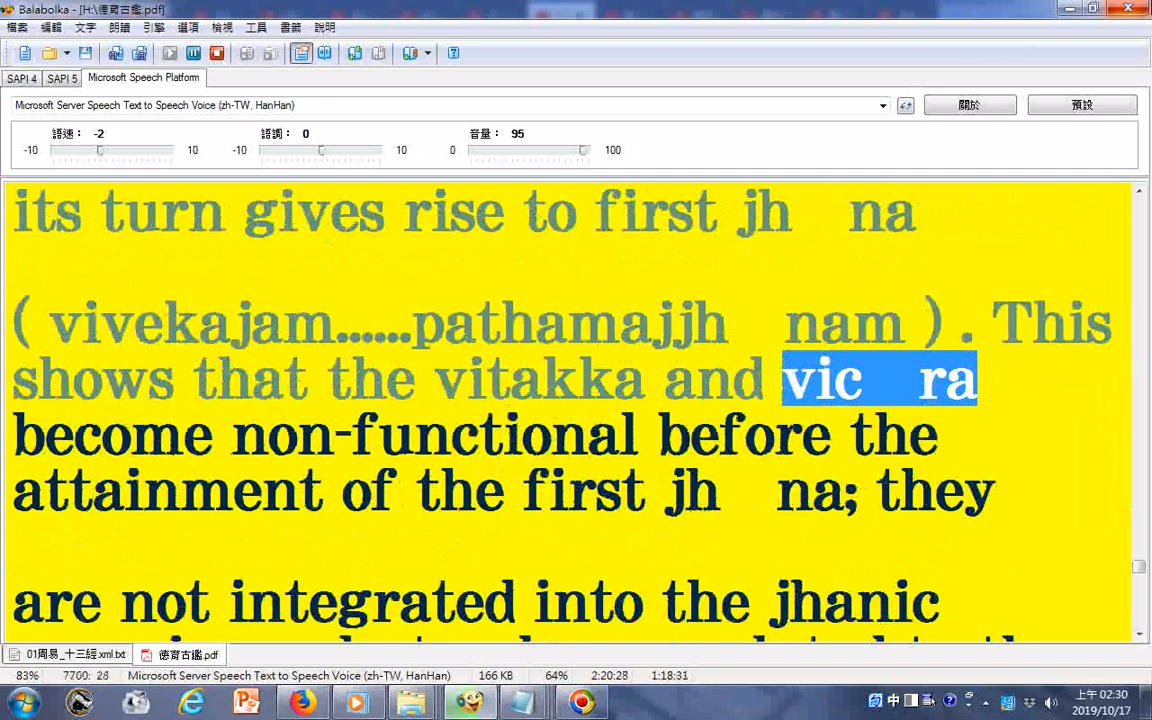 Balabolka - [H:\德育古鑑.pdf]
檔案 編輯 文字 朗讀 引擎 選項 檢視 工具 書籤 說明
SAPI 4 SAPI 5 Microsoft Speech Platform
Microsoft Server Speech Text to Speech Voice (zh-TW, HanHan)
關於 預設
語速： -2 語調： 0 音量： 95
-10 10 -10 10 0 100
its turn gives rise to first jh na
( vivekajam......pathamajjh nam ) . This
shows that the vitakka and vic ra
become non-functional before the
attainment of the first jh na; they
are not integrated into the jhanic
01周易_十三經.xml.txt 德育古鑑.pdf
83% 7700: 28 Microsoft Server Speech Text to Speech Voice (zh-TW, HanHan) 166 KB 64% 2:20:28 1:18:31
中
上午 02:30
2019/10/17